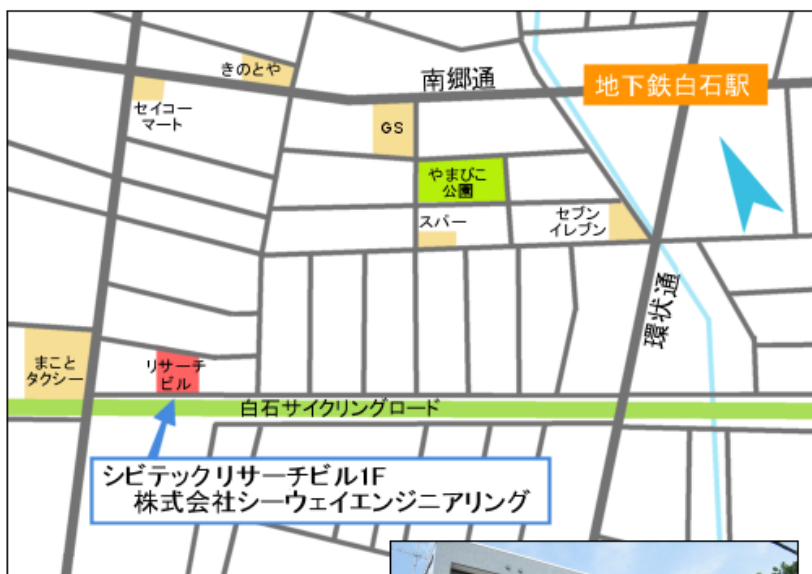 きのとや
南郷通
地下鉄白石駅
セイコー
マート
GS
やまびこ
公園
スパー
セブン
イレブン
環状通
まこと
タクシー
リサーチ
ビル
白石サイクリングロード
シビテックリサーチビル1F
株式会社シーウェイエンジニアリング